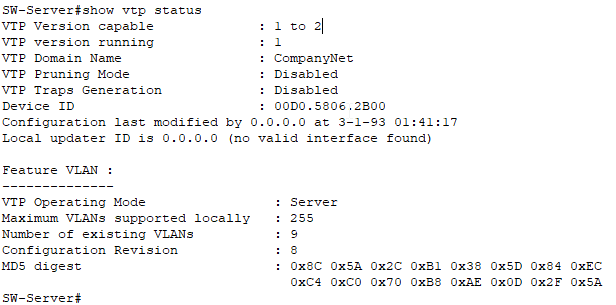 SW-Server#show vtp status
VTP Version capable : 1 to 2
VTP version running : 1
VTP Domain Name : CompanyNet
VTP Pruning Mode : Disabled
VTP Traps Generation : Disabled
Device ID : 00D0.5806.2B00
Configuration last modified by 0.0.0.0 at 3-1-93 01:41:17
Local updater ID is 0.0.0.0 (no valid interface found)
Feature VLAN :
--------------
VTP Operating Mode : Server
Maximum VLANs supported locally : 255
Number of existing VLANs : 9
Configuration Revision : 8
MD5 digest : 0x8C 0x5A 0x2C 0xB1 0x38 0x5D 0x84 0xEC
0xC4 0xC0 0x70 0xB8 0xAE 0x0D 0x2F 0x5A
SW-Server#